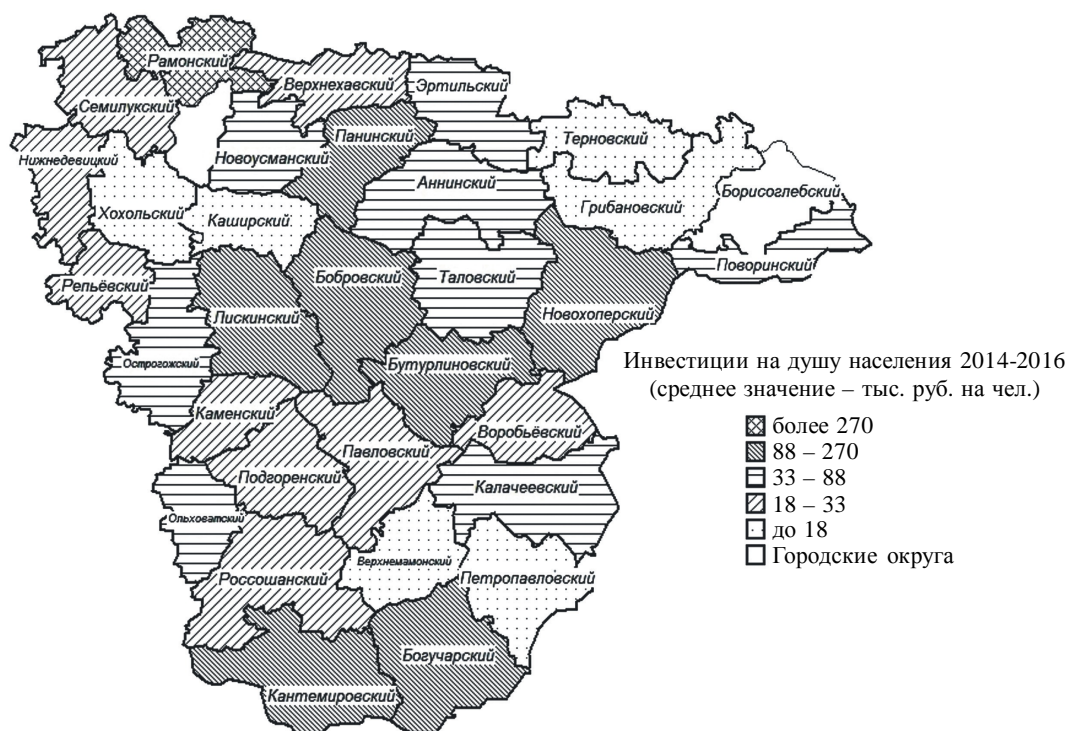 Рамонский
Верхнехавский
Эртильский
Семилукский
Панинский
Терновский
Нижнедевицкий
Новоусманский
Аннинский
Борисоглебский
Хохольский
Каширский
Грибановский
Поворинский
Репьёвский
Бобровский
Таловский
Лискинский
Новохоперский
Острогожский
Бутурлиновский
Инвестиции на душу населения 2014-2016
(среднее значение – тыс. руб. на чел.)
Каменский
Воробьёвский
более 270
Павловский
88 – 270
Подгоренский
33 – 88
Калачеевский
18 – 33
Ольховатский
до 18
Городские округа
Верхнемамонский
Россошанский
Петропавловский
Богучарский
Кантемировский